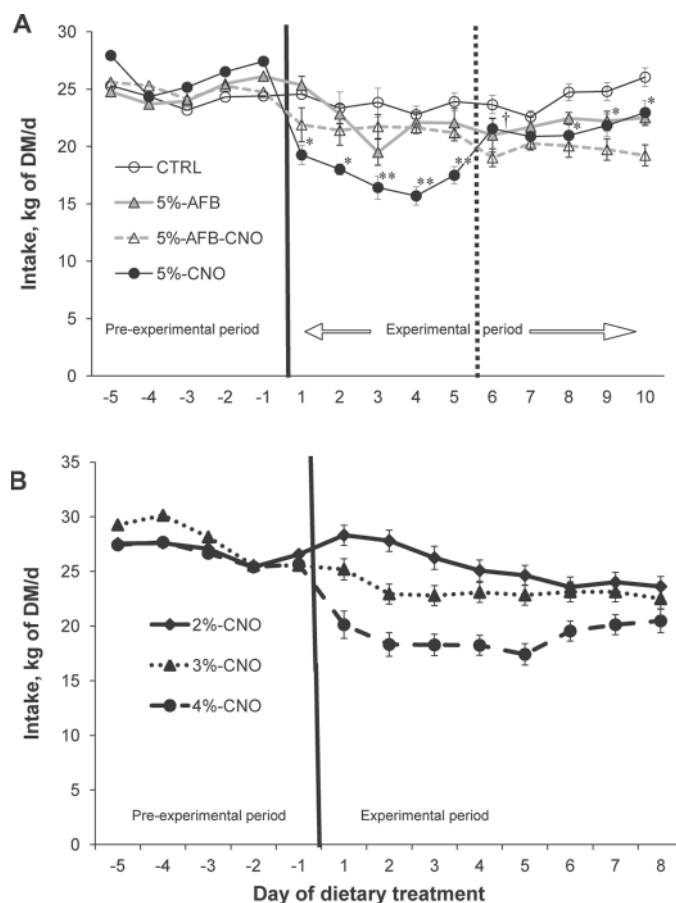 A
30
25
20
15
10
5
0
Intake, kg of DM/d
CTRL
5%-AFB
5%-AFB-CNO
5%-CNO
*
*
**
**
**
†
*
*
*
Pre-experimental period
Experimental period
-5 -4 -3 -2 -1 1 2 3 4 5 6 7 8 9 10
B
35
30
25
20
15
10
5
0
Intake, kg of DM/d
2%-CNO
3%-CNO
4%-CNO
Pre-experimental period
Experimental period
-5 -4 -3 -2 -1 1 2 3 4 5 6 7 8
Day of dietary treatment